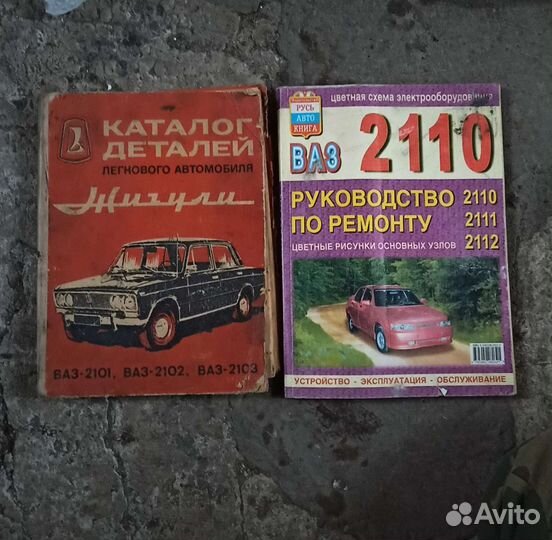 КАТАЛОГ
ДЕТАЛЕЙ
ЛЕГКОВОГО АВТОМОБИЛЯ
Жигули
ВАЗ-2101, ВАЗ-2102, ВАЗ-2103
цветная схема электрооборудования
РУСЬ
АВТО
КНИГА
ВАЗ 2110
РУКОВОДСТВО 2110
ПО РЕМОНТУ 2111
ЦВЕТНЫЕ РИСУНКИ ОСНОВНЫХ УЗЛОВ 2112
УСТРОЙСТВО - ЭКСПЛУАТАЦИЯ - ОБСЛУЖИВАНИЕ
Avito